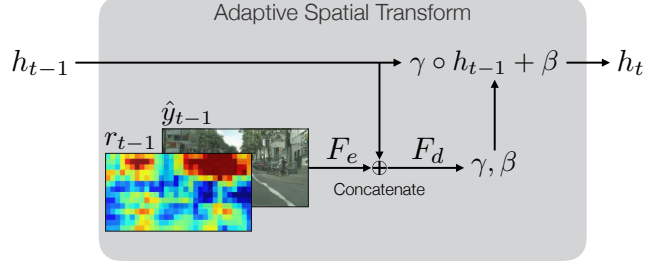 Adaptive Spatial Transform
h_{t−1}
γ ∘ h_{t−1} + β
h_t
ŷ_{t−1}
r_{t−1}
F_e
⊕
F_d
γ, β
Concatenate